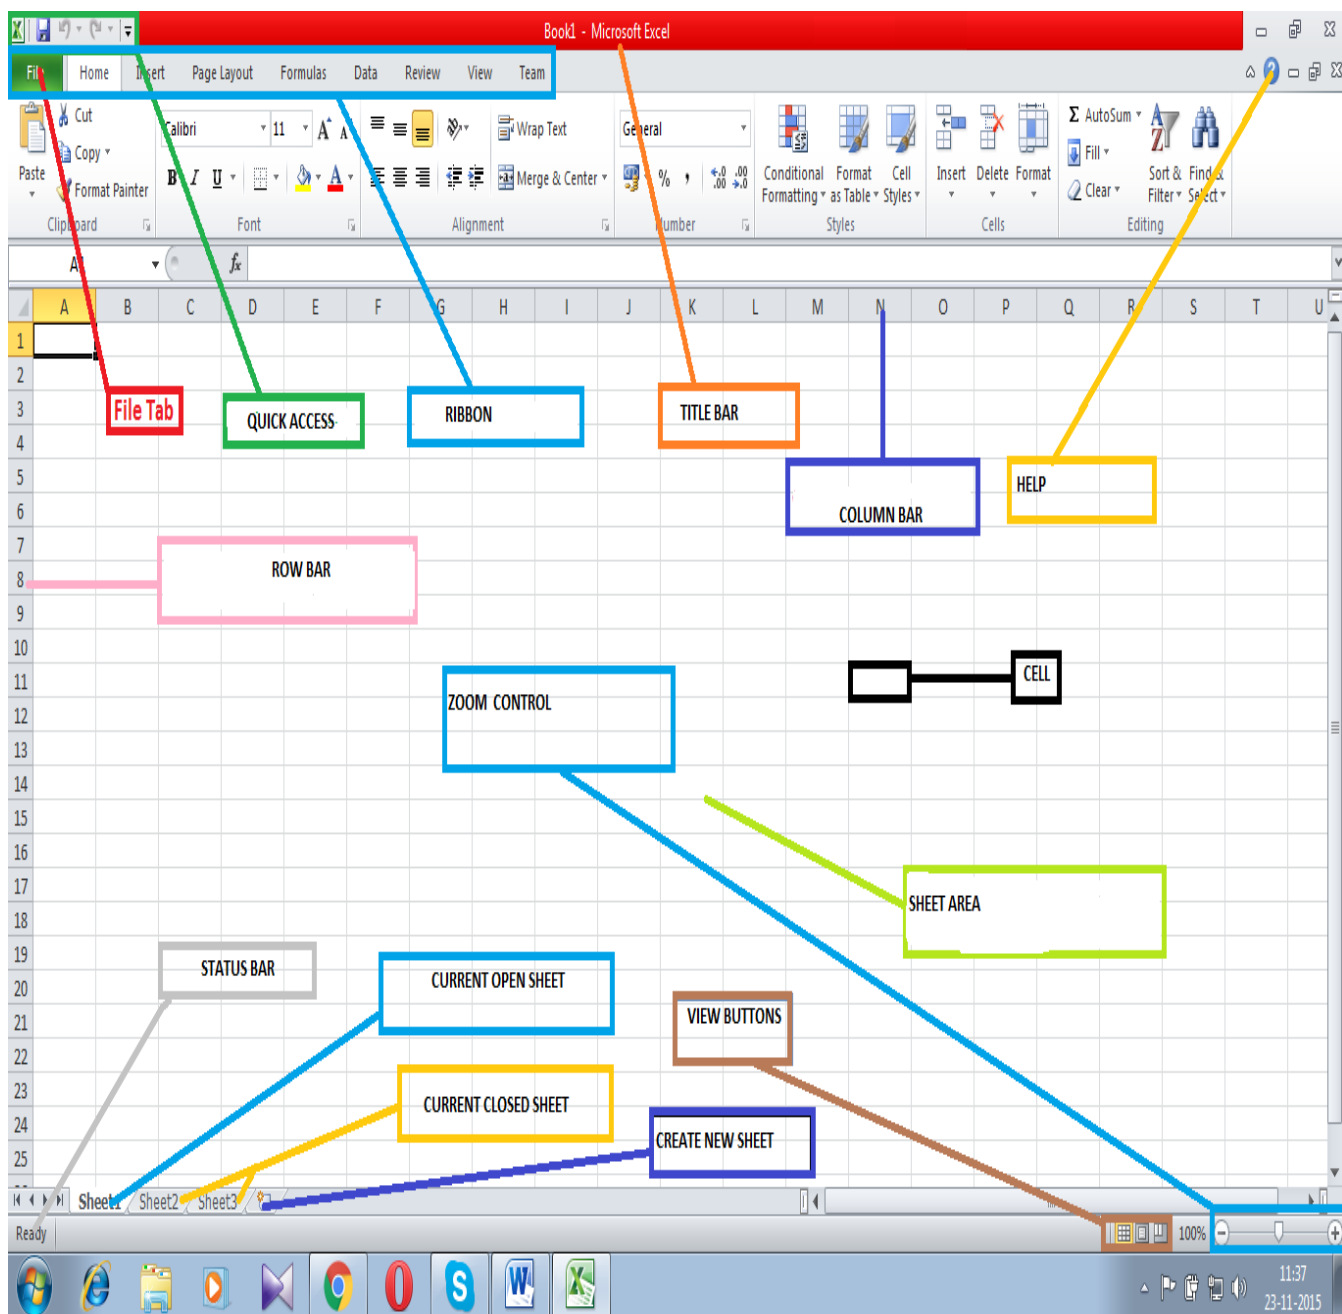 Book1 - Microsoft Excel
File Home Insert Page Layout Formulas Data Review View Team
Cut
Copy
Format Painter
Paste
Clipboard
Calibri 11 A A
B I U A
Font
Wrap Text
Merge & Center
Alignment
General
% , .0 .00 .00 .0
Number
Conditional Formatting
Format as Table
Cell Styles
Styles
Insert Delete Format
Cells
Σ AutoSum
Fill
Clear
Sort & Filter
Find & Select
Editing
A1 fx
A B C D E F G H I J K L M N O P Q R S T U
1
2
3
4
5
6
7
8
9
10
11
12
13
14
15
16
17
18
19
20
21
22
23
24
25
File Tab
QUICK ACCESS
RIBBON
TITLE BAR
COLUMN BAR
HELP
ROW BAR
CELL
ZOOM CONTROL
SHEET AREA
STATUS BAR
CURRENT OPEN SHEET
VIEW BUTTONS
CURRENT CLOSED SHEET
CREATE NEW SHEET
Sheet1 Sheet2 Sheet3
Ready 100%
11:37
23-11-2015